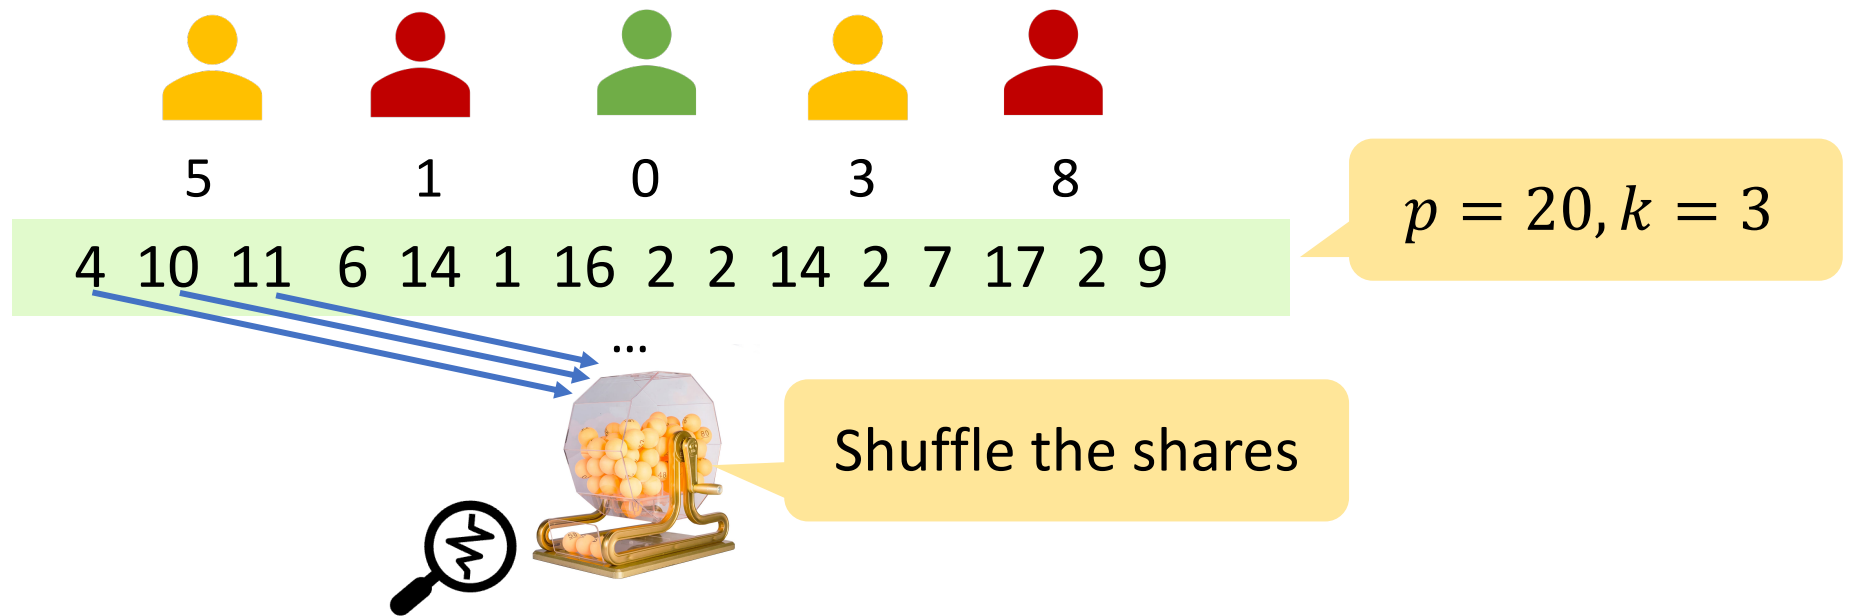 5 1 0 3 8
p = 20, k = 3
4 10 11 6 14 1 16 2 2 14 2 7 17 2 9
...
Shuffle the shares